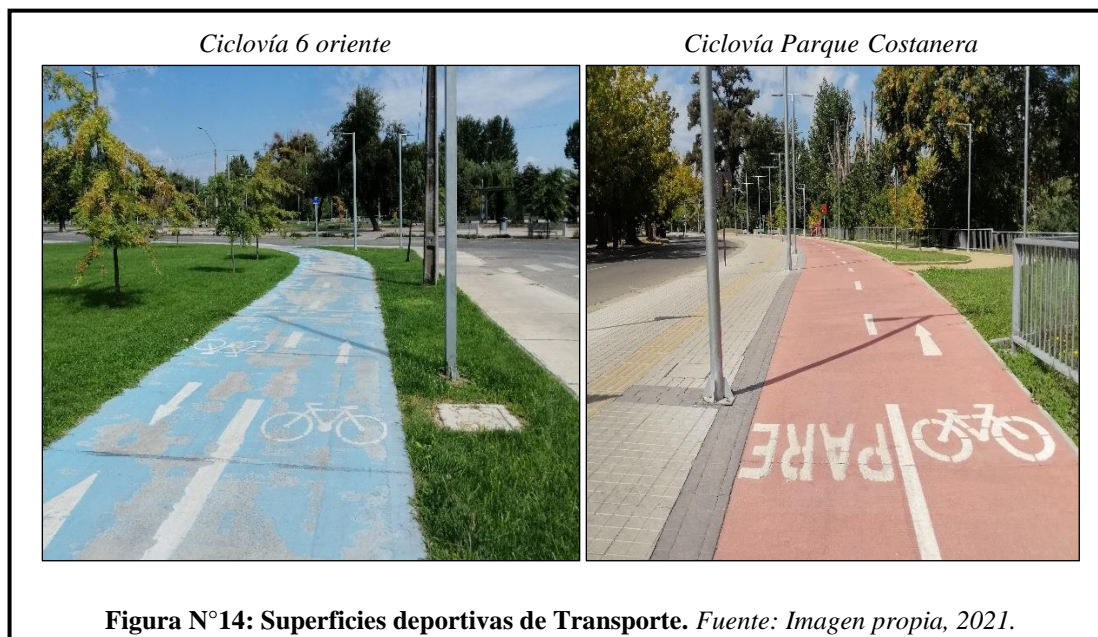 Ciclovía 6 oriente
Ciclovía Parque Costanera
PARE
Figura N°14: Superficies deportivas de Transporte. Fuente: Imagen propia, 2021.